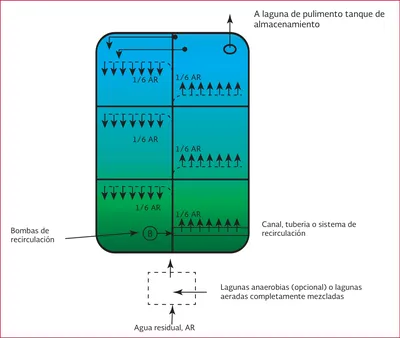 A laguna de pulimento tanque de
almacenamiento
1/6 AR
1/6 AR
1/6 AR
1/6 AR
1/6 AR
1/6 AR
Bombas de
recirculación
B
Canal, tuberia o sistema de
recirculación
Lagunas anaerobias (opcional) o lagunas
aeradas completamente mezcladas
Agua residual, AR